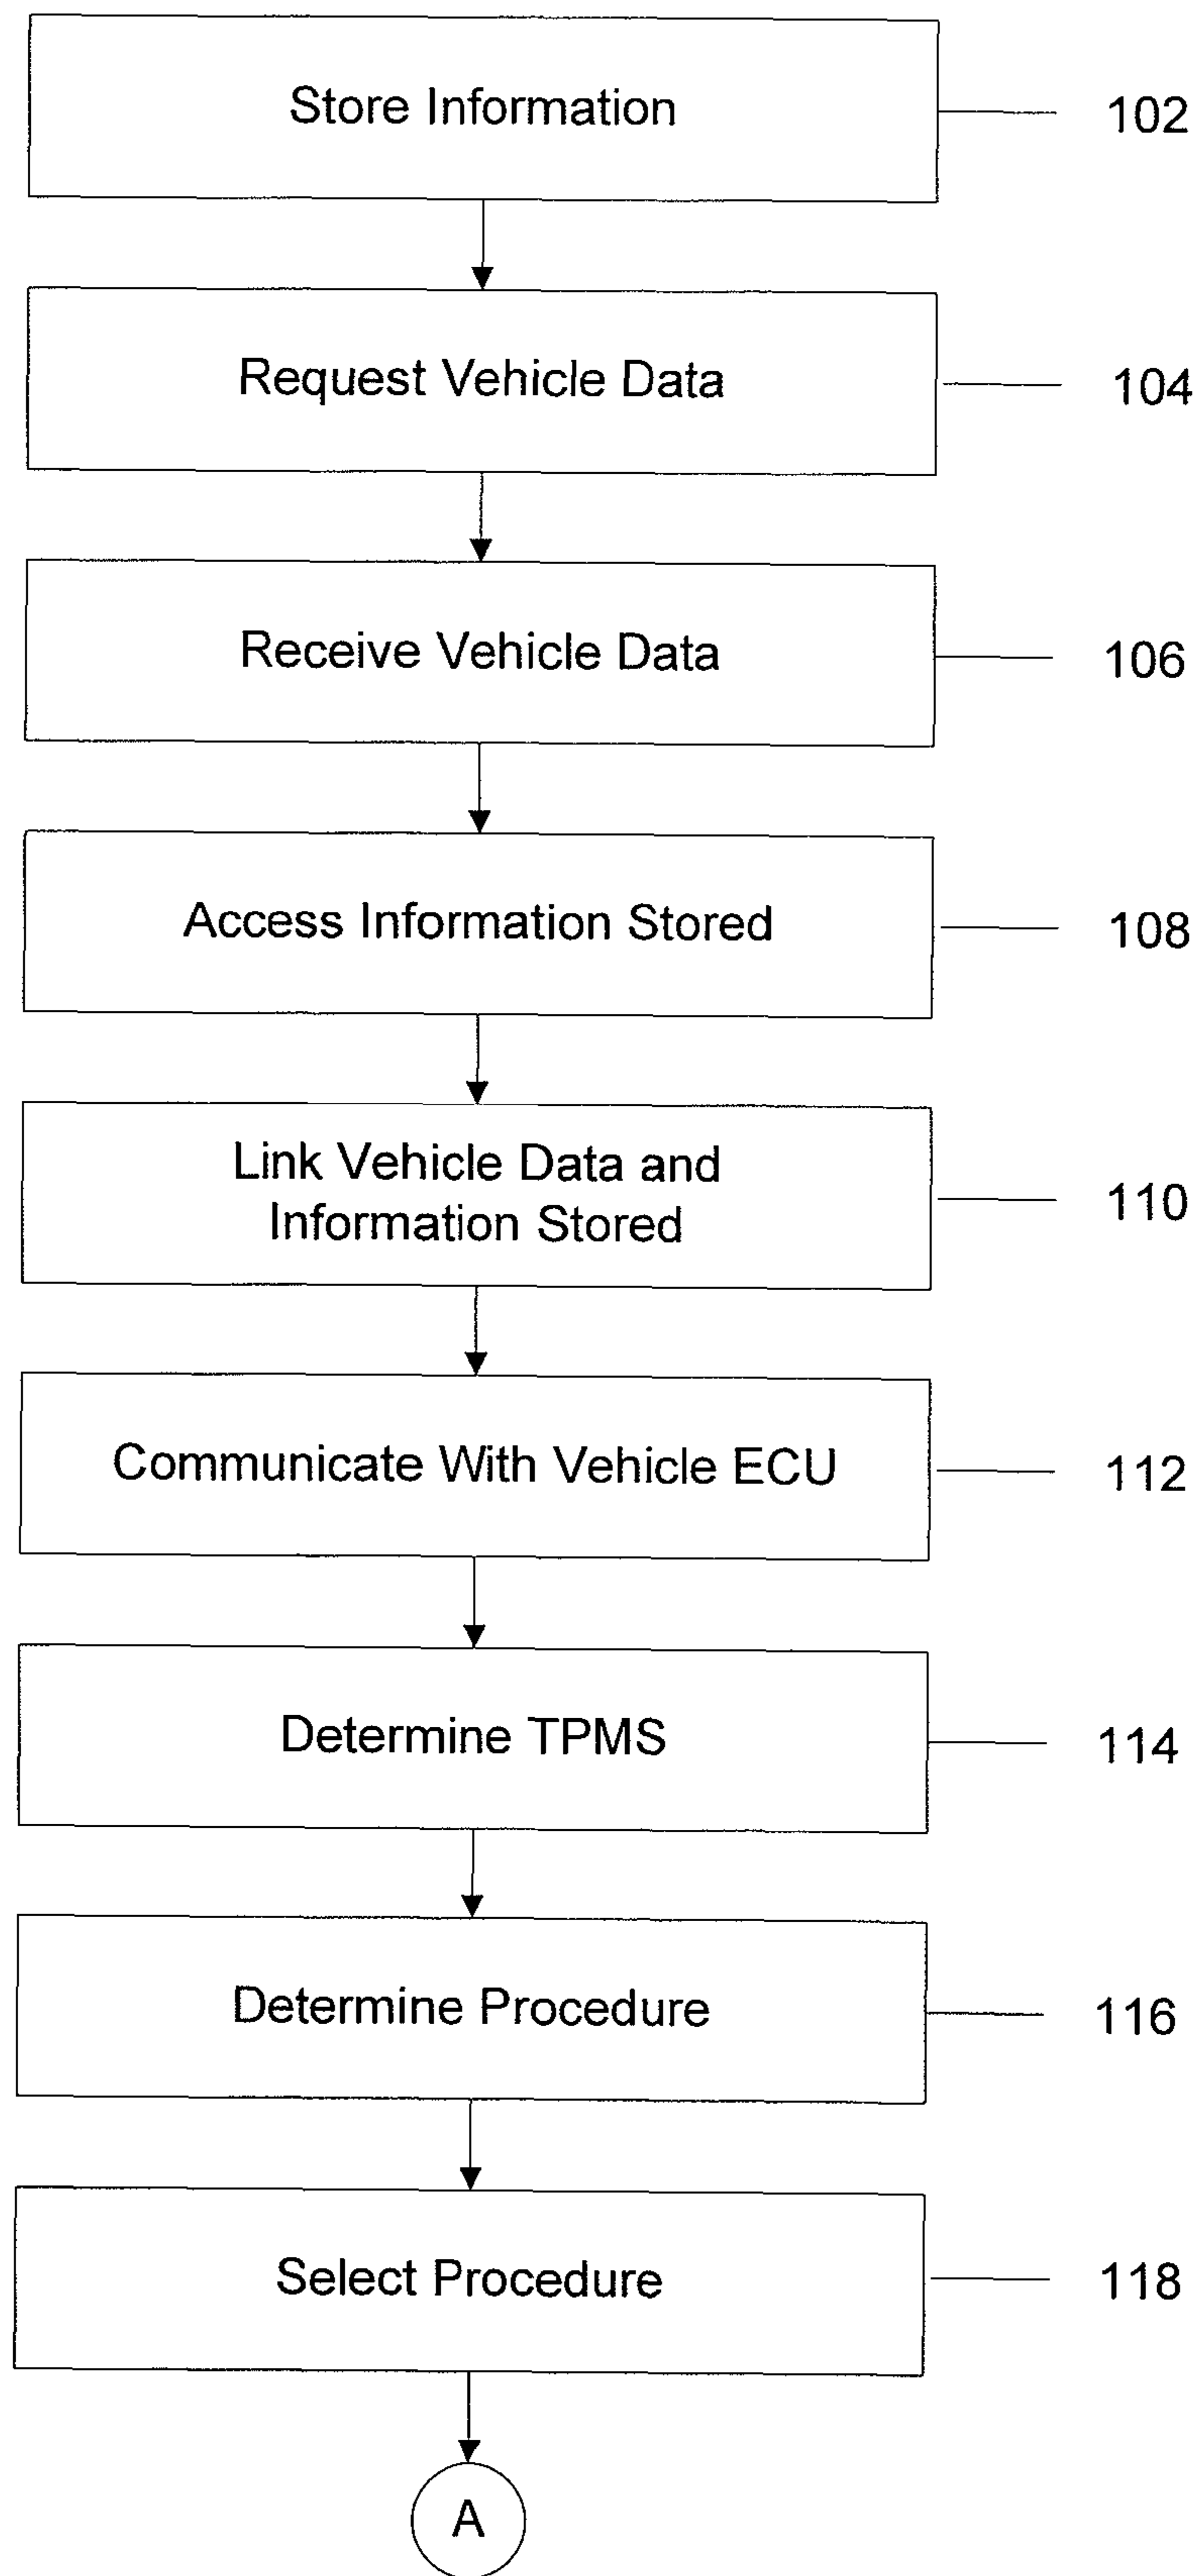 Store Information
102
Request Vehicle Data
104
Receive Vehicle Data
106
Access Information Stored
108
Link Vehicle Data and
Information Stored
110
Communicate With Vehicle ECU
112
Determine TPMS
114
Determine Procedure
116
Select Procedure
118
A